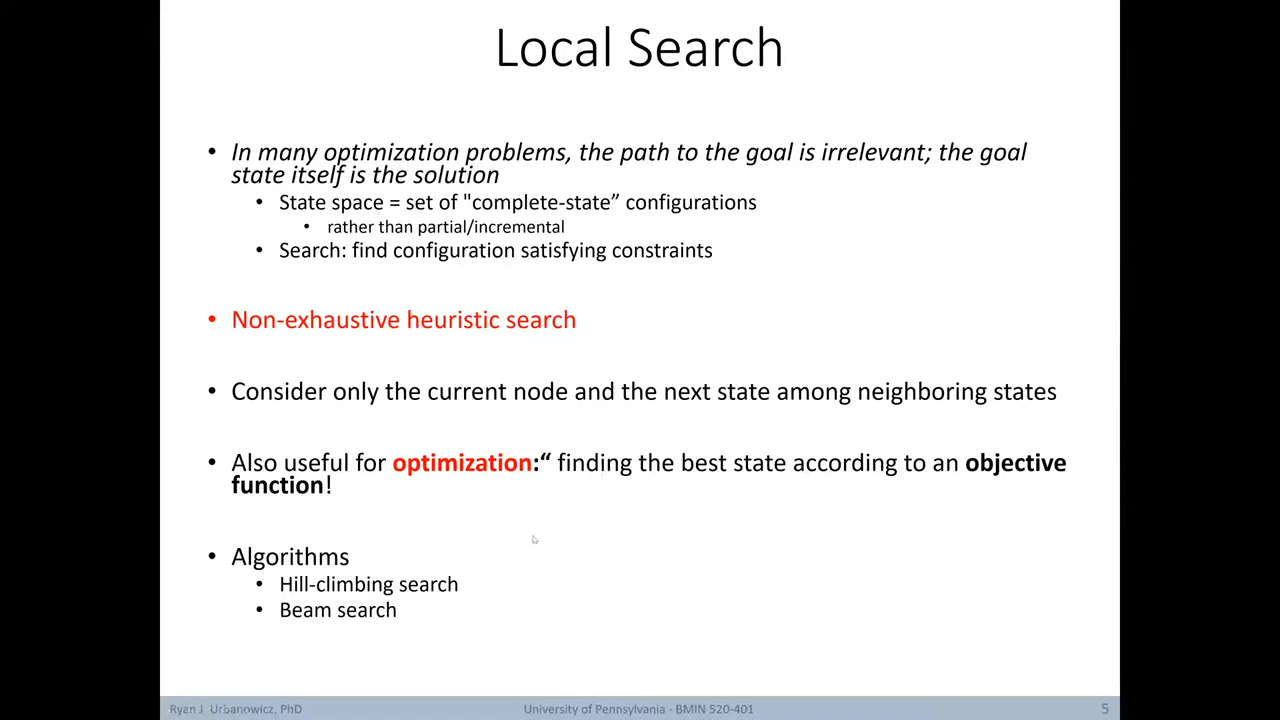 Local Search
• In many optimization problems, the path to the goal is irrelevant; the goal
state itself is the solution
• State space = set of "complete-state” configurations
• rather than partial/incremental
• Search: find configuration satisfying constraints
• Non-exhaustive heuristic search
• Consider only the current node and the next state among neighboring states
• Also useful for optimization:“ finding the best state according to an objective
function!
• Algorithms
• Hill-climbing search
• Beam search
Ryan J. Urbanowicz, PhD
University of Pennsylvania - BMIN 520-401
5